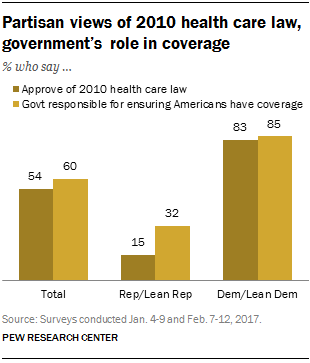 Partisan views of 2010 health care law,
government's role in coverage
% who say ...
Approve of 2010 health care law
Govt responsible for ensuring Americans have coverage
54 60 15 32 83 85
Total Rep/Lean Rep Dem/Lean Dem
Source: Surveys conducted Jan. 4-9 and Feb. 7-12, 2017.
PEW RESEARCH CENTER